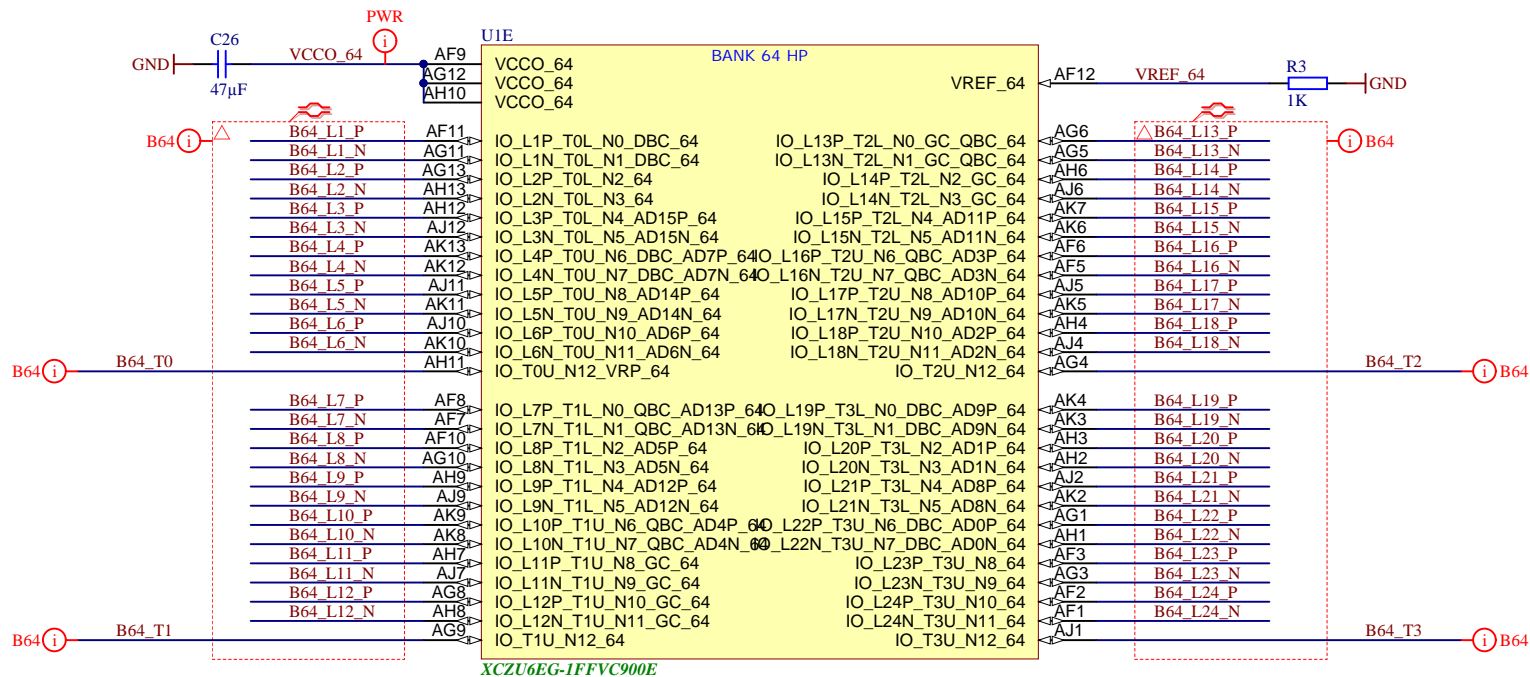 PWR
C26
VCCO_64
GND
47µF
U1E
BANK 64 HP
AF9
VCCO_64
AG12
VCCO_64
AH10
VCCO_64
VREF_64
AF12
VREF_64
R3
1K
GND
B64
B64_L1_P AF11 IO_L1P_T0L_N0_DBC_64
B64_L1_N AG11 IO_L1N_T0L_N1_DBC_64
B64_L2_P AG13 IO_L2P_T0L_N2_64
B64_L2_N AH13 IO_L2N_T0L_N3_64
B64_L3_P AH12 IO_L3P_T0L_N4_AD15P_64
B64_L3_N AJ12 IO_L3N_T0L_N5_AD15N_64
B64_L4_P AK13 IO_L4P_T0U_N6_DBC_AD7P_64
B64_L4_N AK12 IO_L4N_T0U_N7_DBC_AD7N_64
B64_L5_P AJ11 IO_L5P_T0U_N8_AD14P_64
B64_L5_N AK11 IO_L5N_T0U_N9_AD14N_64
B64_L6_P AJ10 IO_L6P_T0U_N10_AD6P_64
B64_L6_N AK10 IO_L6N_T0U_N11_AD6N_64
B64 B64_T0 AH11 IO_T0U_N12_VRP_64
B64_L7_P AF8 IO_L7P_T1L_N0_QBC_AD13P_64
B64_L7_N AF7 IO_L7N_T1L_N1_QBC_AD13N_64
B64_L8_P AF10 IO_L8P_T1L_N2_AD5P_64
B64_L8_N AG10 IO_L8N_T1L_N3_AD5N_64
B64_L9_P AH9 IO_L9P_T1L_N4_AD12P_64
B64_L9_N AJ9 IO_L9N_T1L_N5_AD12N_64
B64_L10_P AK9 IO_L10P_T1U_N6_QBC_AD4P_64
B64_L10_N AK8 IO_L10N_T1U_N7_QBC_AD4N_64
B64_L11_P AH7 IO_L11P_T1U_N8_GC_64
B64_L11_N AJ7 IO_L11N_T1U_N9_GC_64
B64_L12_P AG8 IO_L12P_T1U_N10_GC_64
B64_L12_N AH8 IO_L12N_T1U_N11_GC_64
B64 B64_T1 AG9 IO_T1U_N12_64
IO_L13P_T2L_N0_GC_QBC_64 AG6 B64_L13_P
B64
IO_L13N_T2L_N1_GC_QBC_64 AG5 B64_L13_N
IO_L14P_T2L_N2_GC_64 AH6 B64_L14_P
IO_L14N_T2L_N3_GC_64 AJ6 B64_L14_N
IO_L15P_T2L_N4_AD11P_64 AK7 B64_L15_P
IO_L15N_T2L_N5_AD11N_64 AK6 B64_L15_N
IO_L16P_T2U_N6_QBC_AD3P_64 AF6 B64_L16_P
IO_L16N_T2U_N7_QBC_AD3N_64 AF5 B64_L16_N
IO_L17P_T2U_N8_AD10P_64 AJ5 B64_L17_P
IO_L17N_T2U_N9_AD10N_64 AK5 B64_L17_N
IO_L18P_T2U_N10_AD2P_64 AH4 B64_L18_P
IO_L18N_T2U_N11_AD2N_64 AJ4 B64_L18_N
IO_T2U_N12_64 AG4 B64_T2 B64
IO_L19P_T3L_N0_DBC_AD9P_64 AK4 B64_L19_P
IO_L19N_T3L_N1_DBC_AD9N_64 AK3 B64_L19_N
IO_L20P_T3L_N2_AD1P_64 AH3 B64_L20_P
IO_L20N_T3L_N3_AD1N_64 AH2 B64_L20_N
IO_L21P_T3L_N4_AD8P_64 AJ2 B64_L21_P
IO_L21N_T3L_N5_AD8N_64 AK2 B64_L21_N
IO_L22P_T3U_N6_DBC_AD0P_64 AG1 B64_L22_P
IO_L22N_T3U_N7_DBC_AD0N_64 AH1 B64_L22_N
IO_L23P_T3U_N8_64 AF3 B64_L23_P
IO_L23N_T3U_N9_64 AG3 B64_L23_N
IO_L24P_T3U_N10_64 AF2 B64_L24_P
IO_L24N_T3U_N11_64 AF1 B64_L24_N
IO_T3U_N12_64 AJ1 B64_T3 B64
XCZU6EG-1FFVC900E